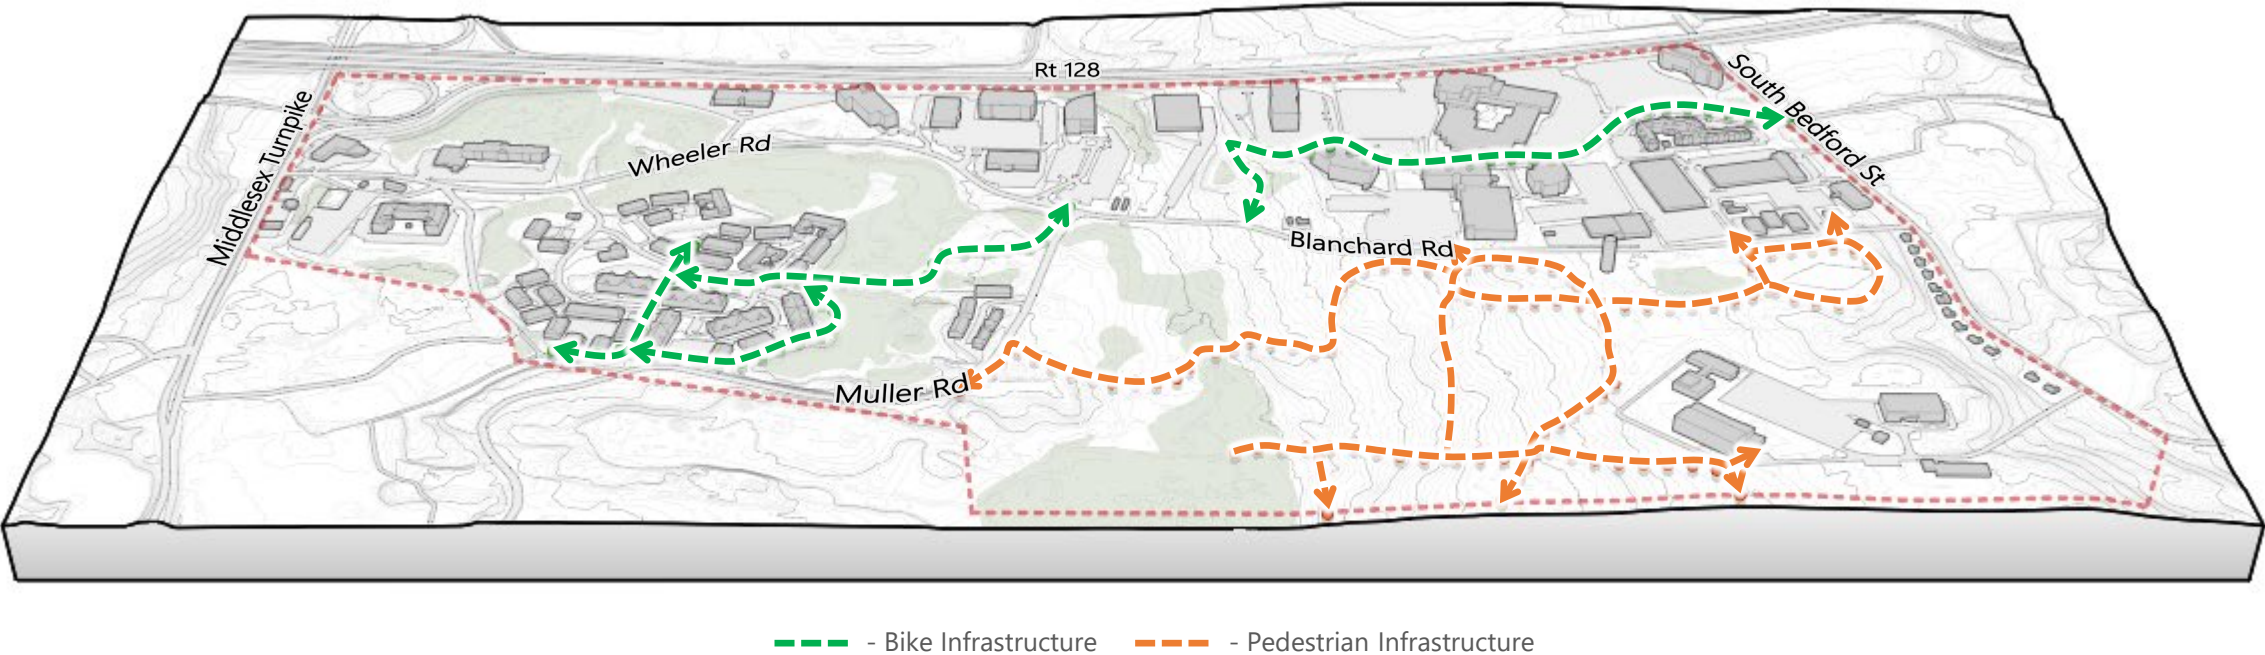 Rt 128
South Bedford St
Middlesex Turnpike
Wheeler Rd
Blanchard Rd
Muller Rd
- Bike Infrastructure
- Pedestrian Infrastructure